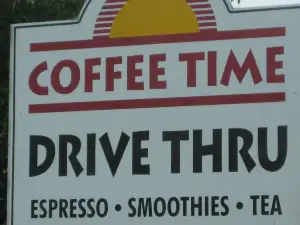 COFFEE TIME
DRIVE THRU
ESPRESSO • SMOOTHIES • TEA